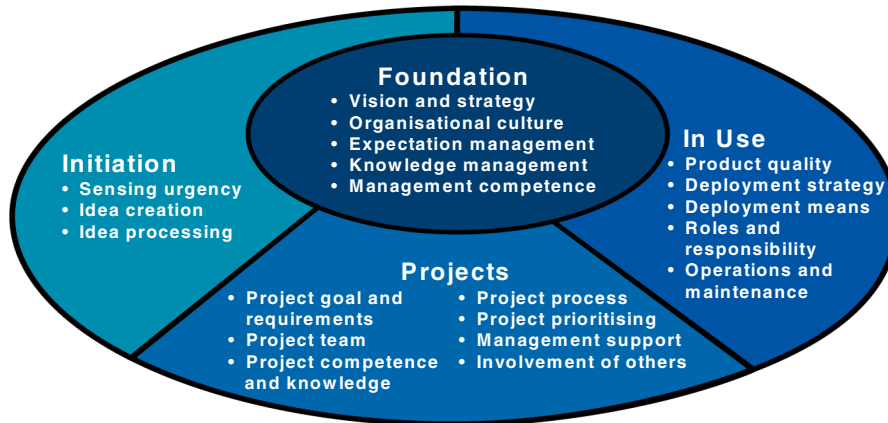 Foundation
• Vision and strategy
• Organisational culture
• Expectation management
• Knowledge management
• Management competence
Initiation
• Sensing urgency
• Idea creation
• Idea processing
In Use
• Product quality
• Deployment strategy
• Deployment means
• Roles and
responsibility
• Operations and
maintenance
Projects
• Project goal and
requirements
• Project team
• Project competence
and knowledge
• Project process
• Project prioritising
• Management support
• Involvement of others